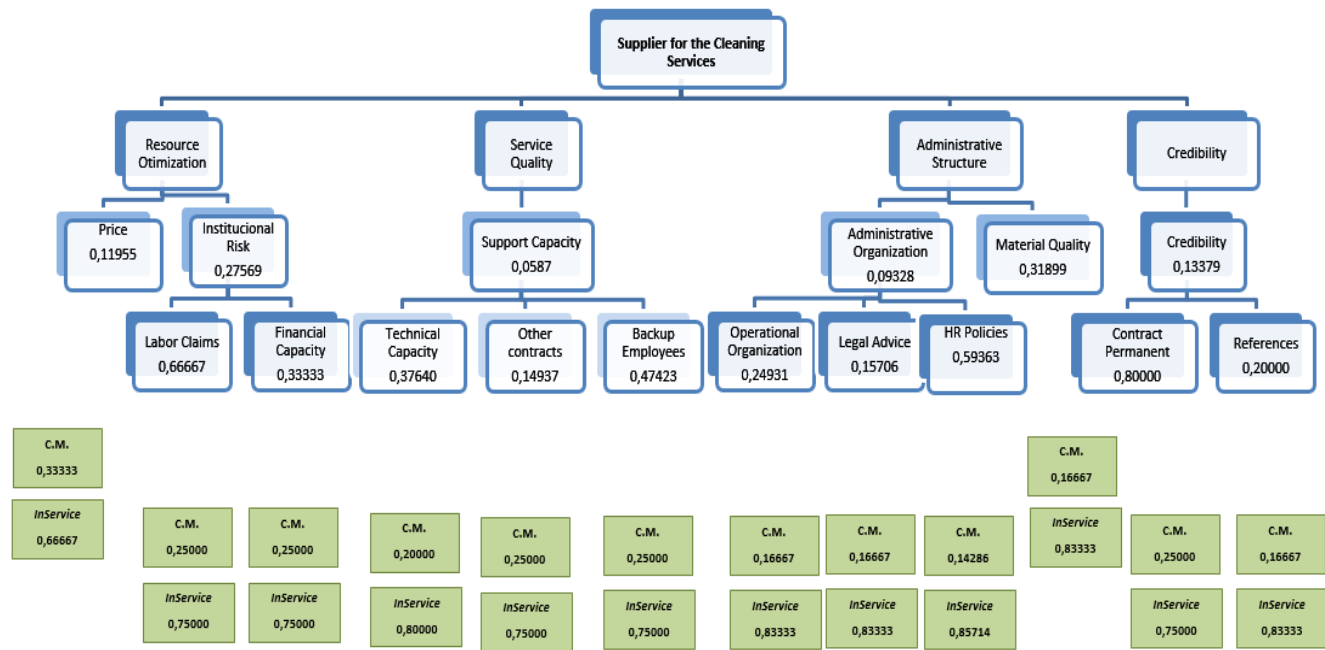 Supplier for the Cleaning
Services
Resource
Otimization
Service
Quality
Administrative
Structure
Credibility
Price
0,11955
Institucional
Risk
0,27569
Support Capacity
0,0587
Administrative
Organization
0,09328
Material Quality
0,31899
Credibility
0,13379
Labor Claims
0,66667
Financial
Capacity
0,33333
Technical
Capacity
0,37640
Other
contracts
0,14937
Backup
Employees
0,47423
Operational
Organization
0,24931
Legal Advice
0,15706
HR Policies
0,59363
Contract
Permanent
0,80000
References
0,20000
C.M.
0,33333
InService
0,66667
C.M.
0,25000
InService
0,75000
C.M.
0,25000
InService
0,75000
C.M.
0,20000
InService
0,80000
C.M.
0,25000
InService
0,75000
C.M.
0,25000
InService
0,75000
C.M.
0,16667
InService
0,83333
C.M.
0,16667
InService
0,83333
C.M.
0,14286
InService
0,85714
C.M.
0,16667
InService
0,83333
C.M.
0,25000
InService
0,75000
C.M.
0,16667
InService
0,83333